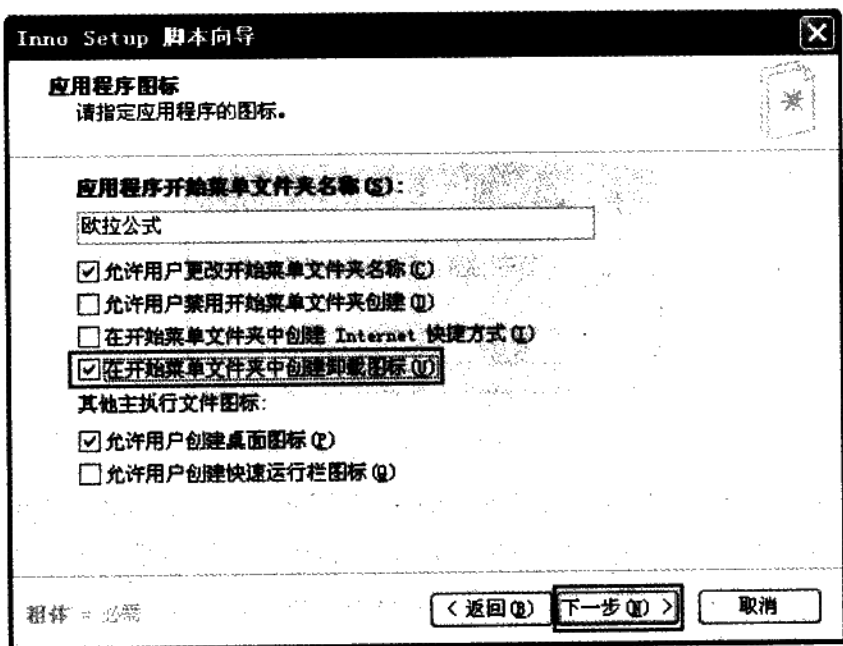 Inno Setup 脚本向导
应用程序图标
请指定应用程序的图标。
应用程序开始菜单文件夹名称(S):
欧拉公式
允许用户更改开始菜单文件夹名称(C)
允许用户禁用开始菜单文件夹创建(D)
在开始菜单文件夹中创建 Internet 快捷方式(I)
在开始菜单文件夹中创建卸载图标(U)
其他主执行文件图标:
允许用户创建桌面图标(P)
允许用户创建快速运行栏图标(Q)
粗体 = 必需
< 返回(B) 下一步(N) > 取消